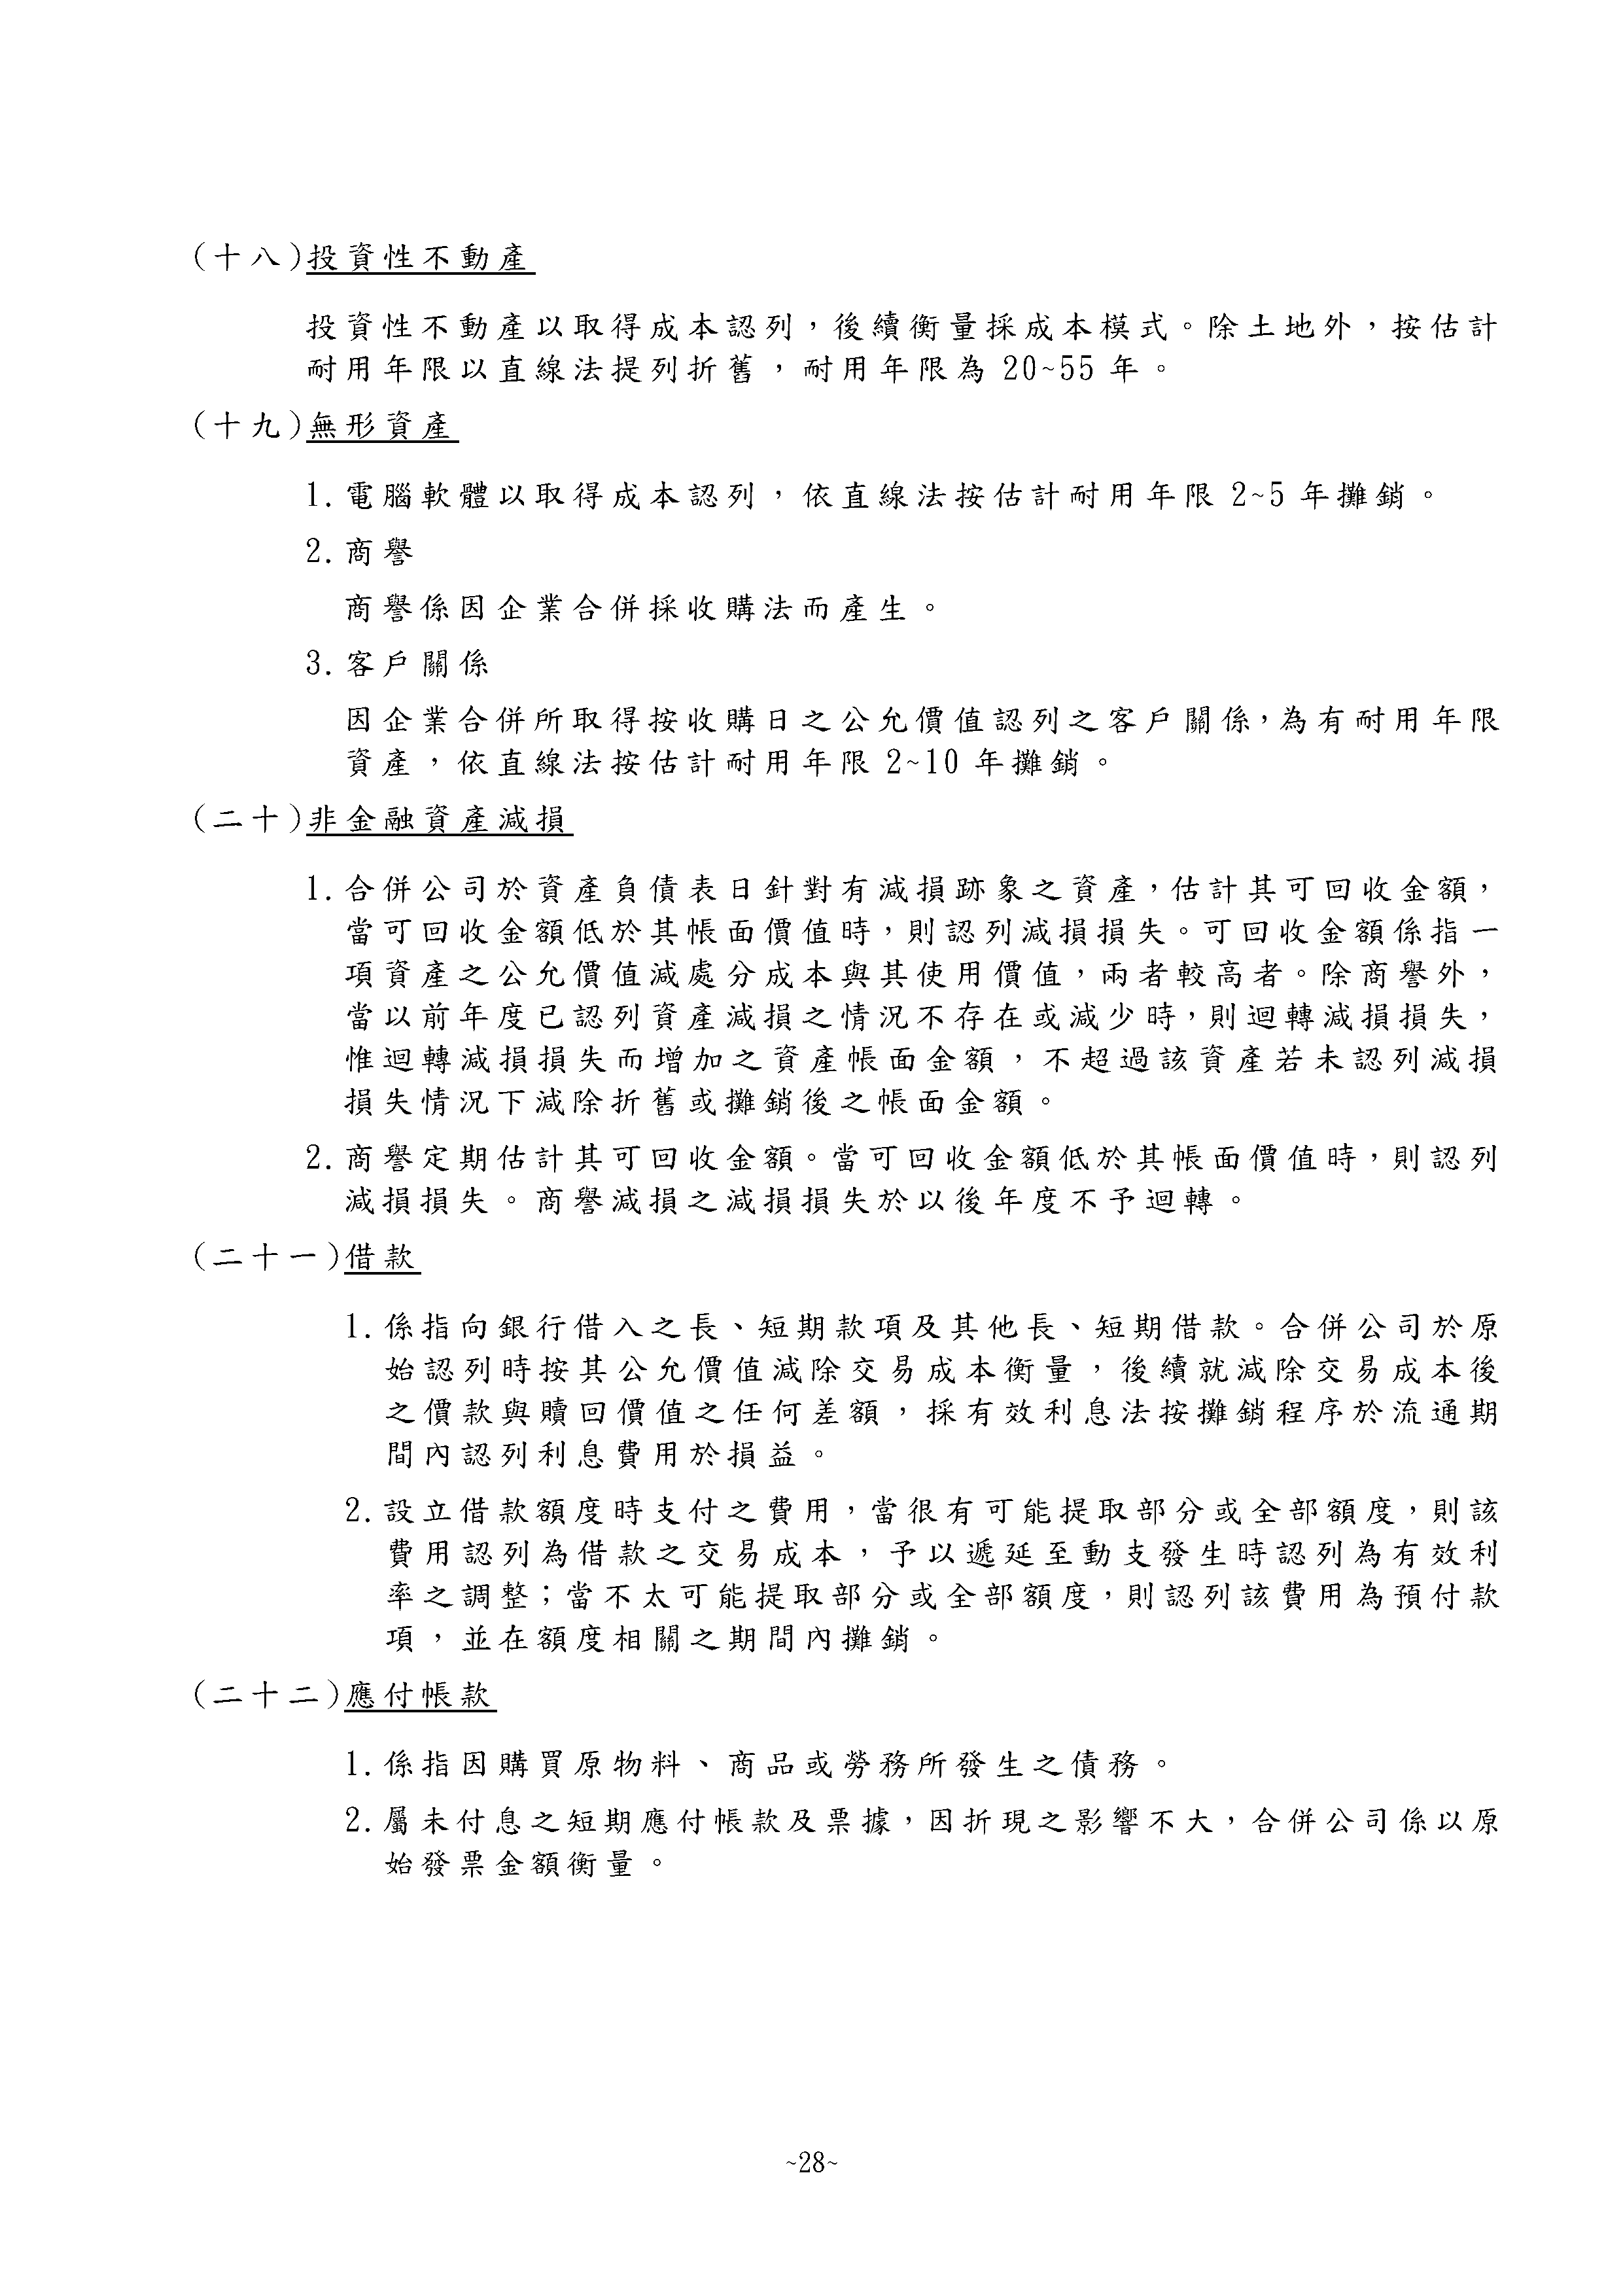 (十八)投資性不動產
投資性不動產以取得成本認列，後續衡量採成本模式。除土地外，按估計
耐用年限以直線法提列折舊，耐用年限為 20~55 年。
(十九)無形資產
1.電腦軟體以取得成本認列，依直線法按估計耐用年限 2~5 年攤銷。
2.商譽
商譽係因企業合併採收購法而產生。
3.客戶關係
因企業合併所取得按收購日之公允價值認列之客戶關係，為有耐用年限
資產，依直線法按估計耐用年限 2~10 年攤銷。
(二十)非金融資產減損
1.合併公司於資產負債表日針對有減損跡象之資產，估計其可回收金額，
當可回收金額低於其帳面價值時，則認列減損損失。可回收金額係指一
項資產之公允價值減處分成本與其使用價值，兩者較高者。除商譽外，
當以前年度已認列資產減損之情況不存在或減少時，則迴轉減損損失，
惟迴轉減損損失而增加之資產帳面金額，不超過該資產若未認列減損
損失情況下減除折舊或攤銷後之帳面金額。
2.商譽定期估計其可回收金額。當可回收金額低於其帳面價值時，則認列
減損損失。商譽減損之減損損失於以後年度不予迴轉。
(二十一)借款
1.係指向銀行借入之長、短期款項及其他長、短期借款。合併公司於原
始認列時按其公允價值減除交易成本衡量，後續就減除交易成本後
之價款與贖回價值之任何差額，採有效利息法按攤銷程序於流通期
間內認列利息費用於損益。
2.設立借款額度時支付之費用，當很有可能提取部分或全部額度，則該
費用認列為借款之交易成本，予以遞延至動支發生時認列為有效利
率之調整；當不太可能提取部分或全部額度，則認列該費用為預付款
項，並在額度相關之期間內攤銷。
(二十二)應付帳款
1.係指因購買原物料、商品或勞務所發生之債務。
2.屬未付息之短期應付帳款及票據，因折現之影響不大，合併公司係以原
始發票金額衡量。
~28~